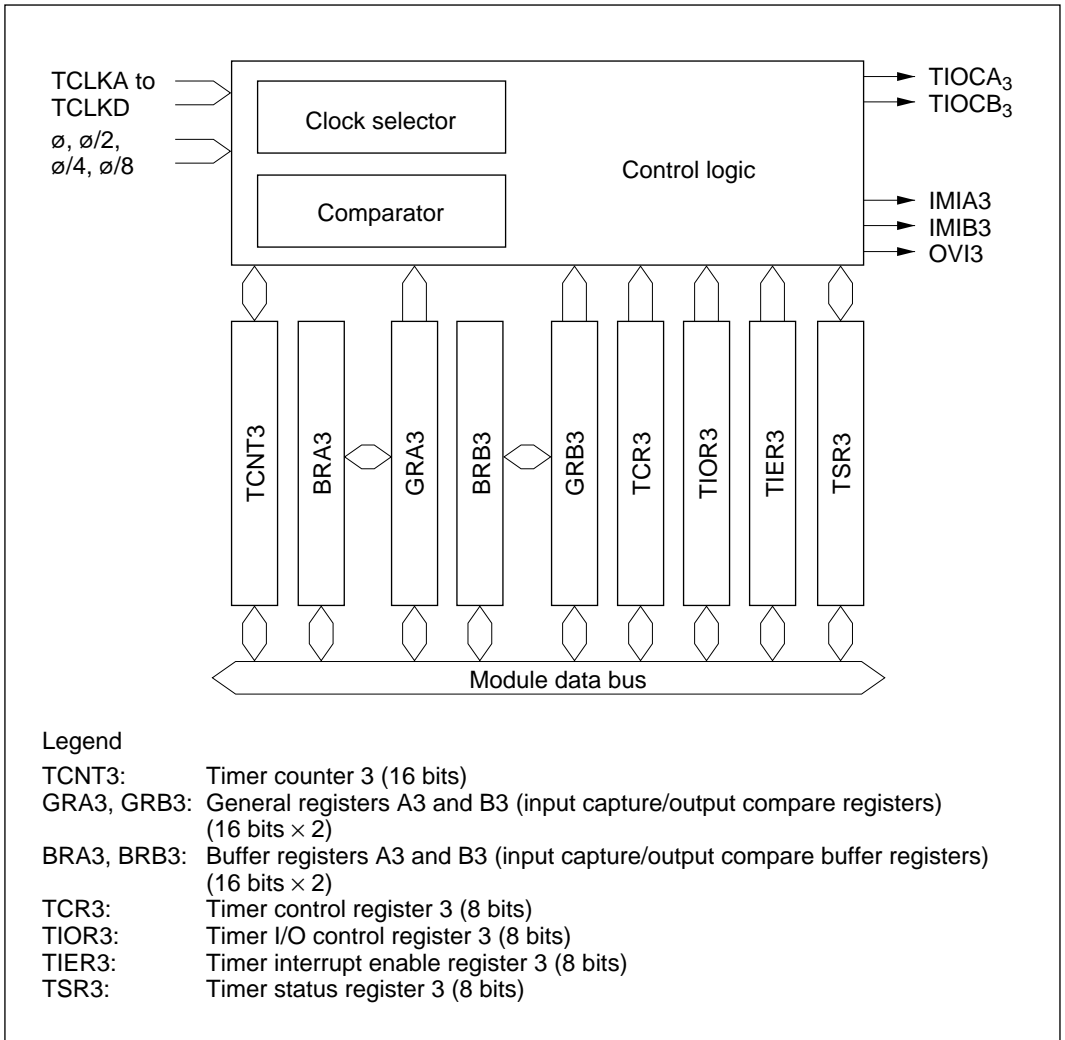 TCLKA to
TCLKD
ø, ø/2,
ø/4, ø/8
Clock selector
Comparator
Control logic
TIOCA3
TIOCB3
IMIA3
IMIB3
OVI3
TCNT3
BRA3
GRA3
BRB3
GRB3
TCR3
TIOR3
TIER3
TSR3
Module data bus
Legend
TCNT3: Timer counter 3 (16 bits)
GRA3, GRB3: General registers A3 and B3 (input capture/output compare registers)
(16 bits × 2)
BRA3, BRB3: Buffer registers A3 and B3 (input capture/output compare buffer registers)
(16 bits × 2)
TCR3: Timer control register 3 (8 bits)
TIOR3: Timer I/O control register 3 (8 bits)
TIER3: Timer interrupt enable register 3 (8 bits)
TSR3: Timer status register 3 (8 bits)